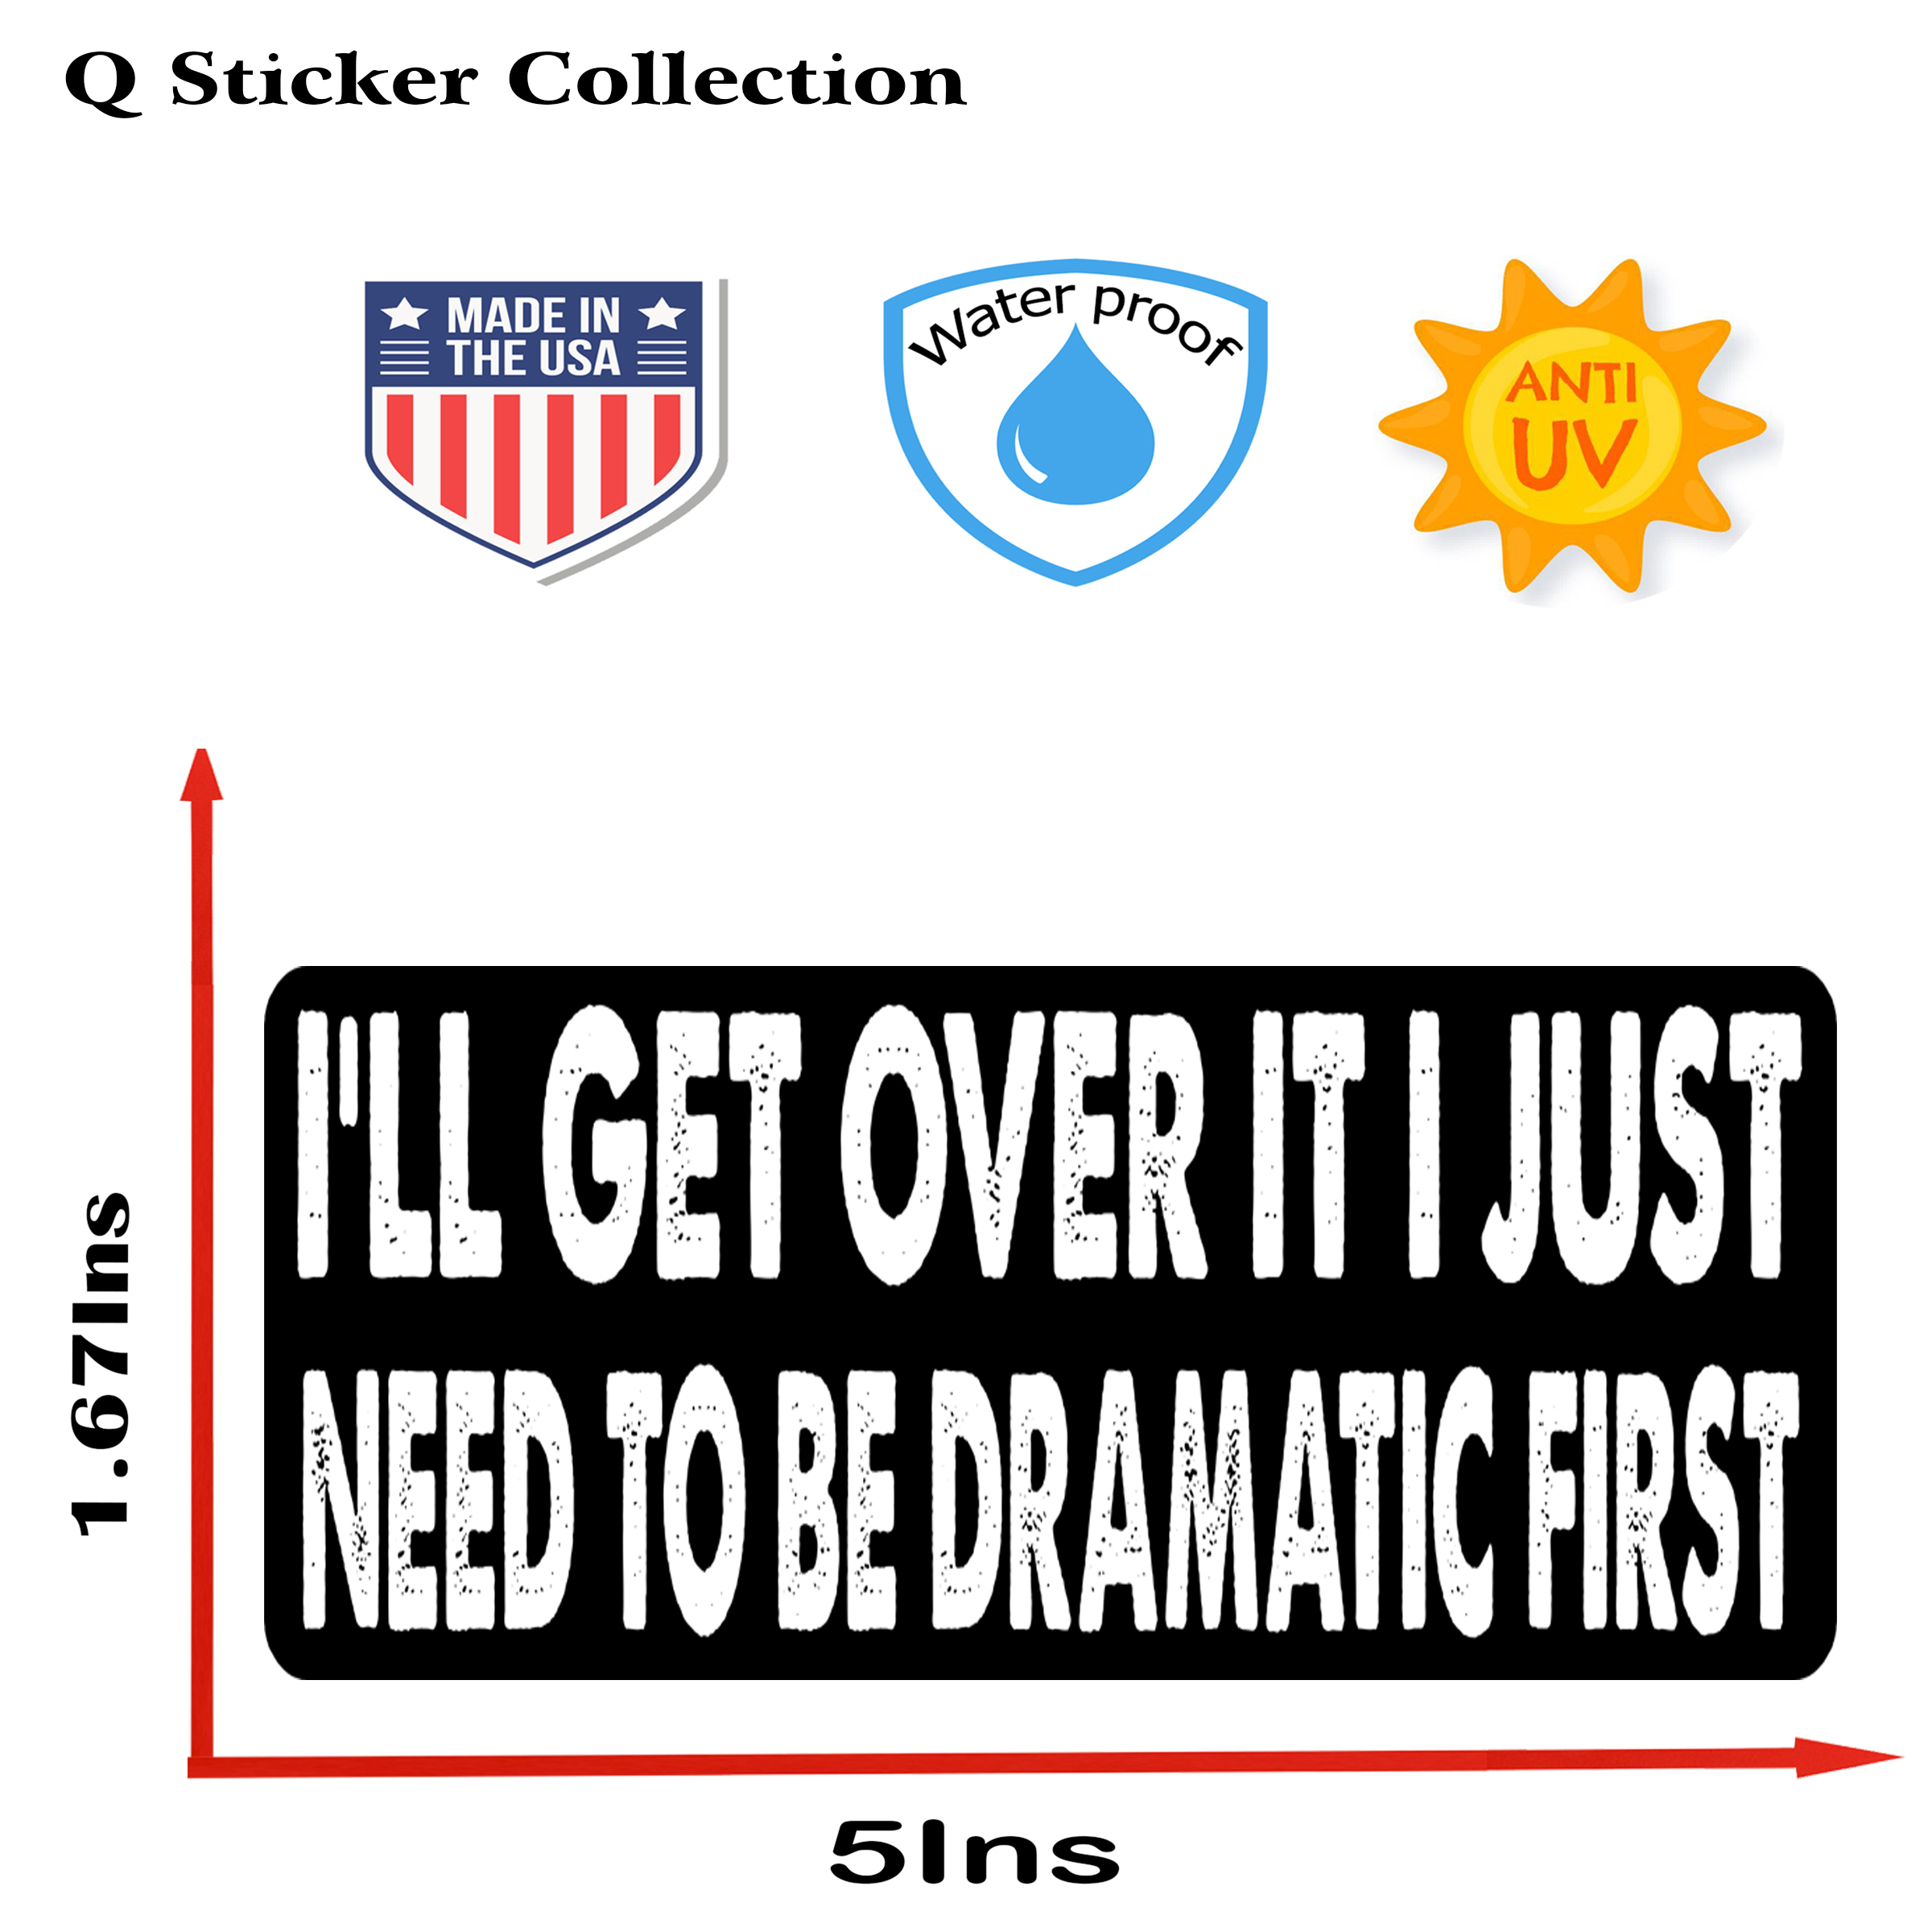 Q Sticker Collection
MADE IN
THE USA
Water proof
ANTI
UV
I'LL GET OVER IT I JUST
NEED TO BE DRAMATIC FIRST
1.67Ins
5Ins